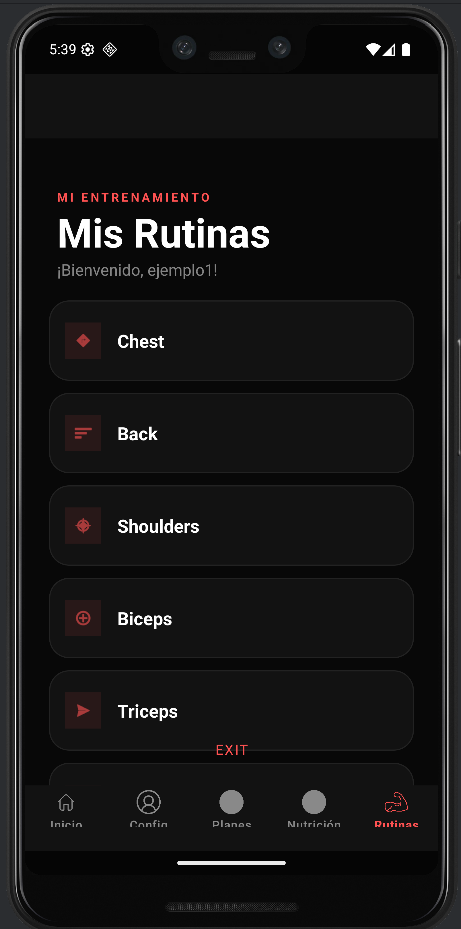 5:39
MI ENTRENAMIENTO
Mis Rutinas
¡Bienvenido, ejemplo1!
Chest
Back
Shoulders
Biceps
Triceps
EXIT
Inicio Config Planes Nutrición Rutinas